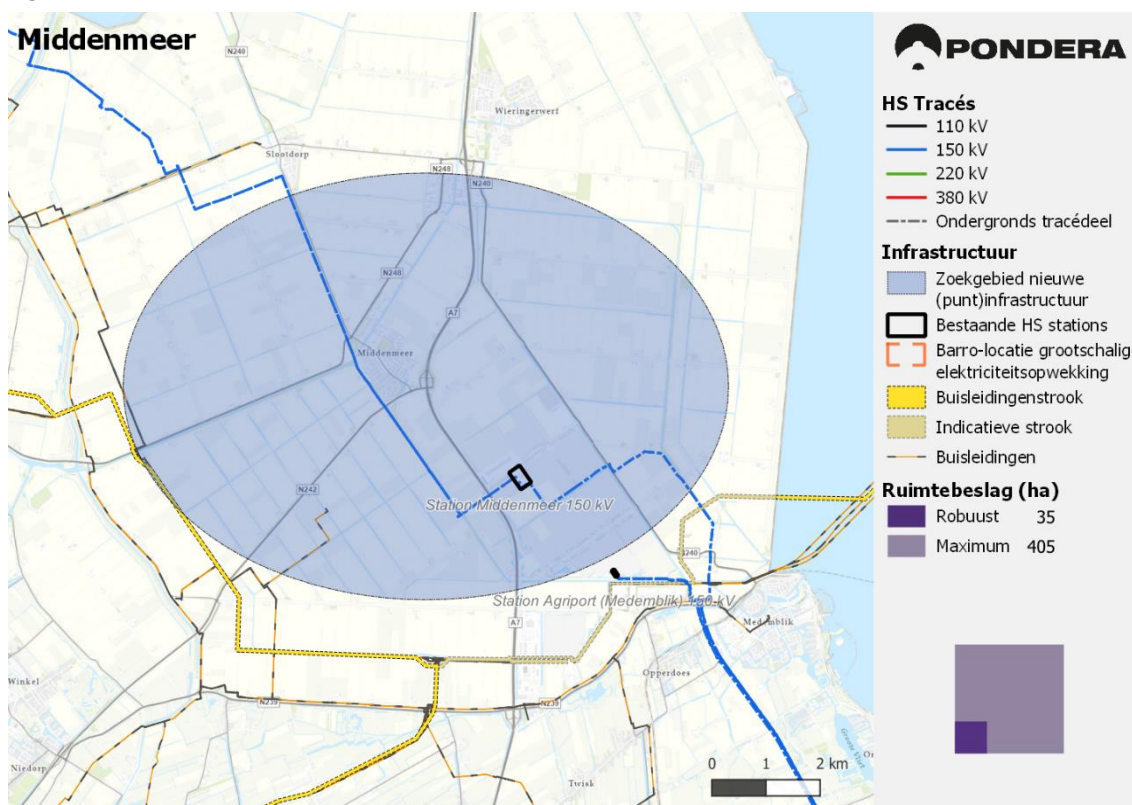 Middenmeer
N240
Wieringerwerf
Slootdorp
N248
N240
N248
A7
Middenmeer
N242
Station Middenmeer 150 kV
N240
Station Agriport (Medemblik) 150 kV
A7
Medemblik
Opperdoes
Winkel
N239
N239
Niedorp
Twisk
Groote Vliet
0 1 2 km
PONDERA
HS Tracés
110 kV
150 kV
220 kV
380 kV
Ondergronds tracédeel
Infrastructuur
Zoekgebied nieuwe
(punt)infrastructuur
Bestaande HS stations
Barro-locatie grootschalig
elektriciteitsopwekking
Buisleidingenstrook
Indicatieve strook
Buisleidingen
Ruimtebeslag (ha)
Robuust 35
Maximum 405